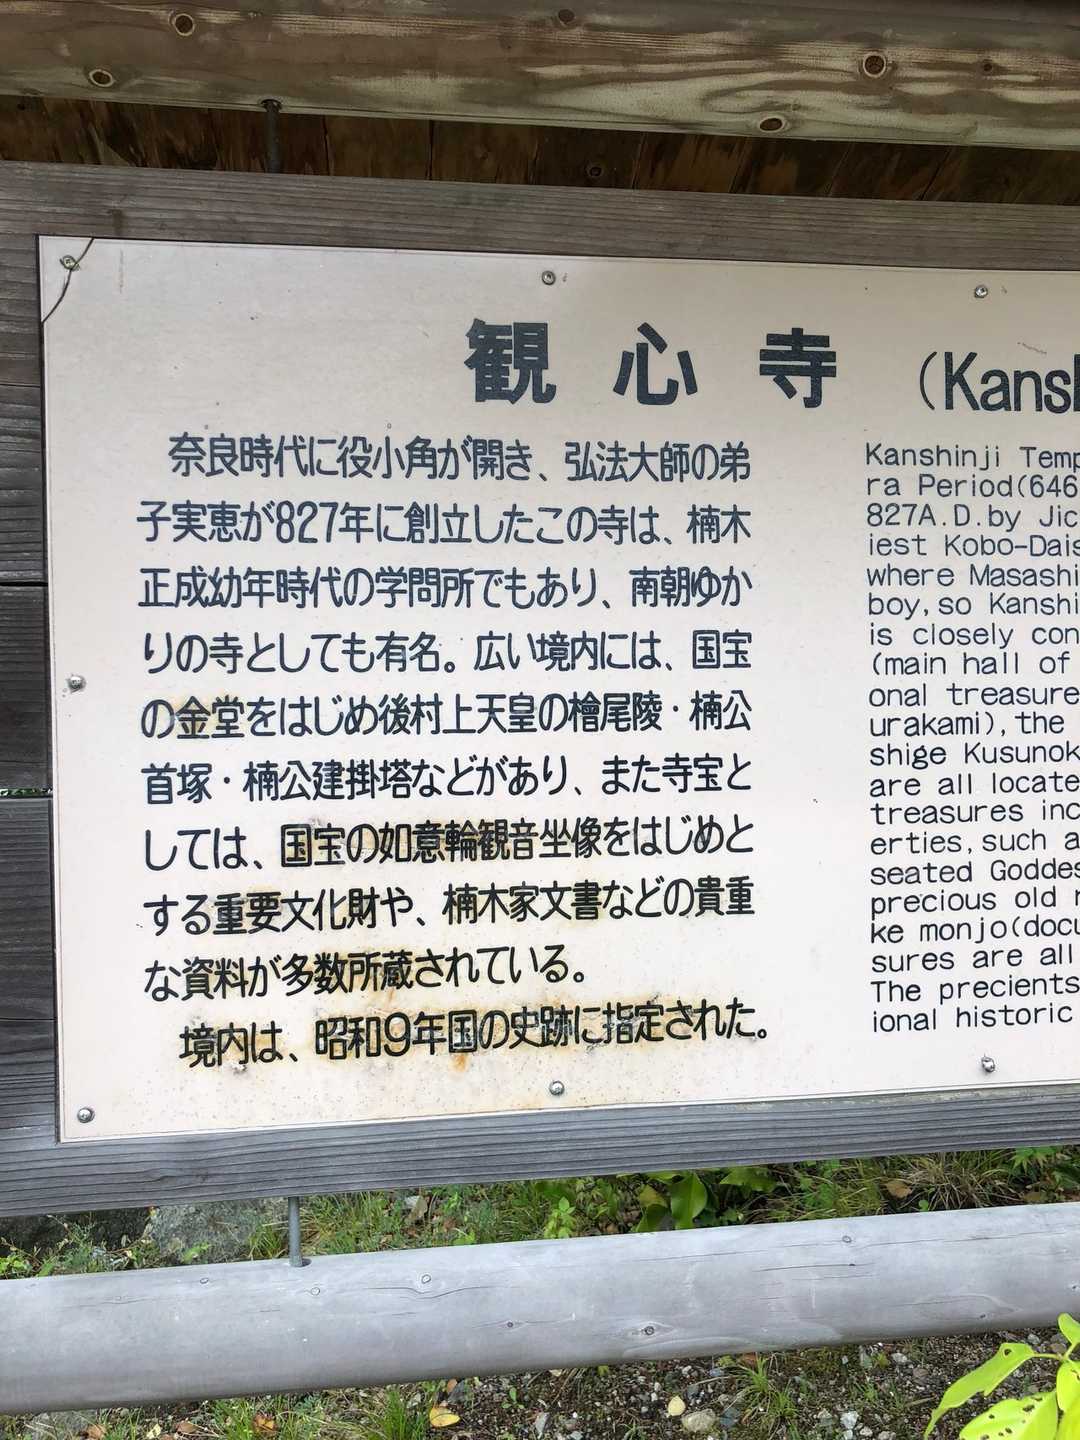 観心寺 (Kansh
奈良時代に役小角が開き、弘法大師の弟
子実恵が827年に創立したこの寺は、楠木
正成幼年時代の学問所でもあり、南朝ゆか
りの寺としても有名。広い境内には、国宝
の金堂をはじめ後村上天皇の檜尾陵・楠公
首塚・楠公建掛塔などがあり、また寺宝と
しては、国宝の如意輪観音坐像をはじめと
する重要文化財や、楠木家文書などの貴重
な資料が多数所蔵されている。
境内は、昭和9年国の史跡に指定された。
Kanshinji Temp
ra Period(646
827A.D.by Jic
iest Kobo-Dais
where Masashi
boy,so Kanshi
is closely con
(main hall of
onal treasure
urakami),the
shige Kusunok
are all locate
treasures inc
erties,such a
seated Goddes
precious old
ke monjo(docu
sures are all
The precients
ional historic